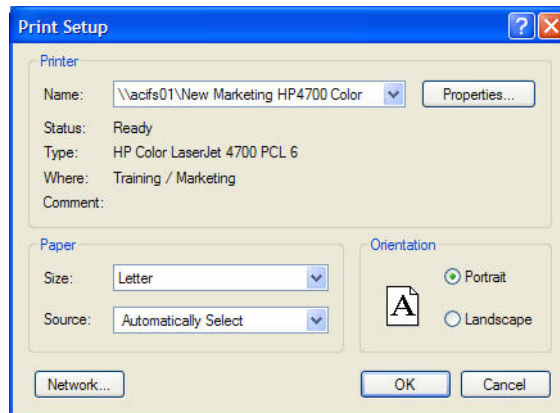 Print Setup
Printer
Name: \\acifs01\New Marketing HP4700 Color Properties...
Status: Ready
Type: HP Color LaserJet 4700 PCL 6
Where: Training / Marketing
Comment:
Paper
Size: Letter
Source: Automatically Select
Orientation
A
Portrait
Landscape
Network... OK Cancel